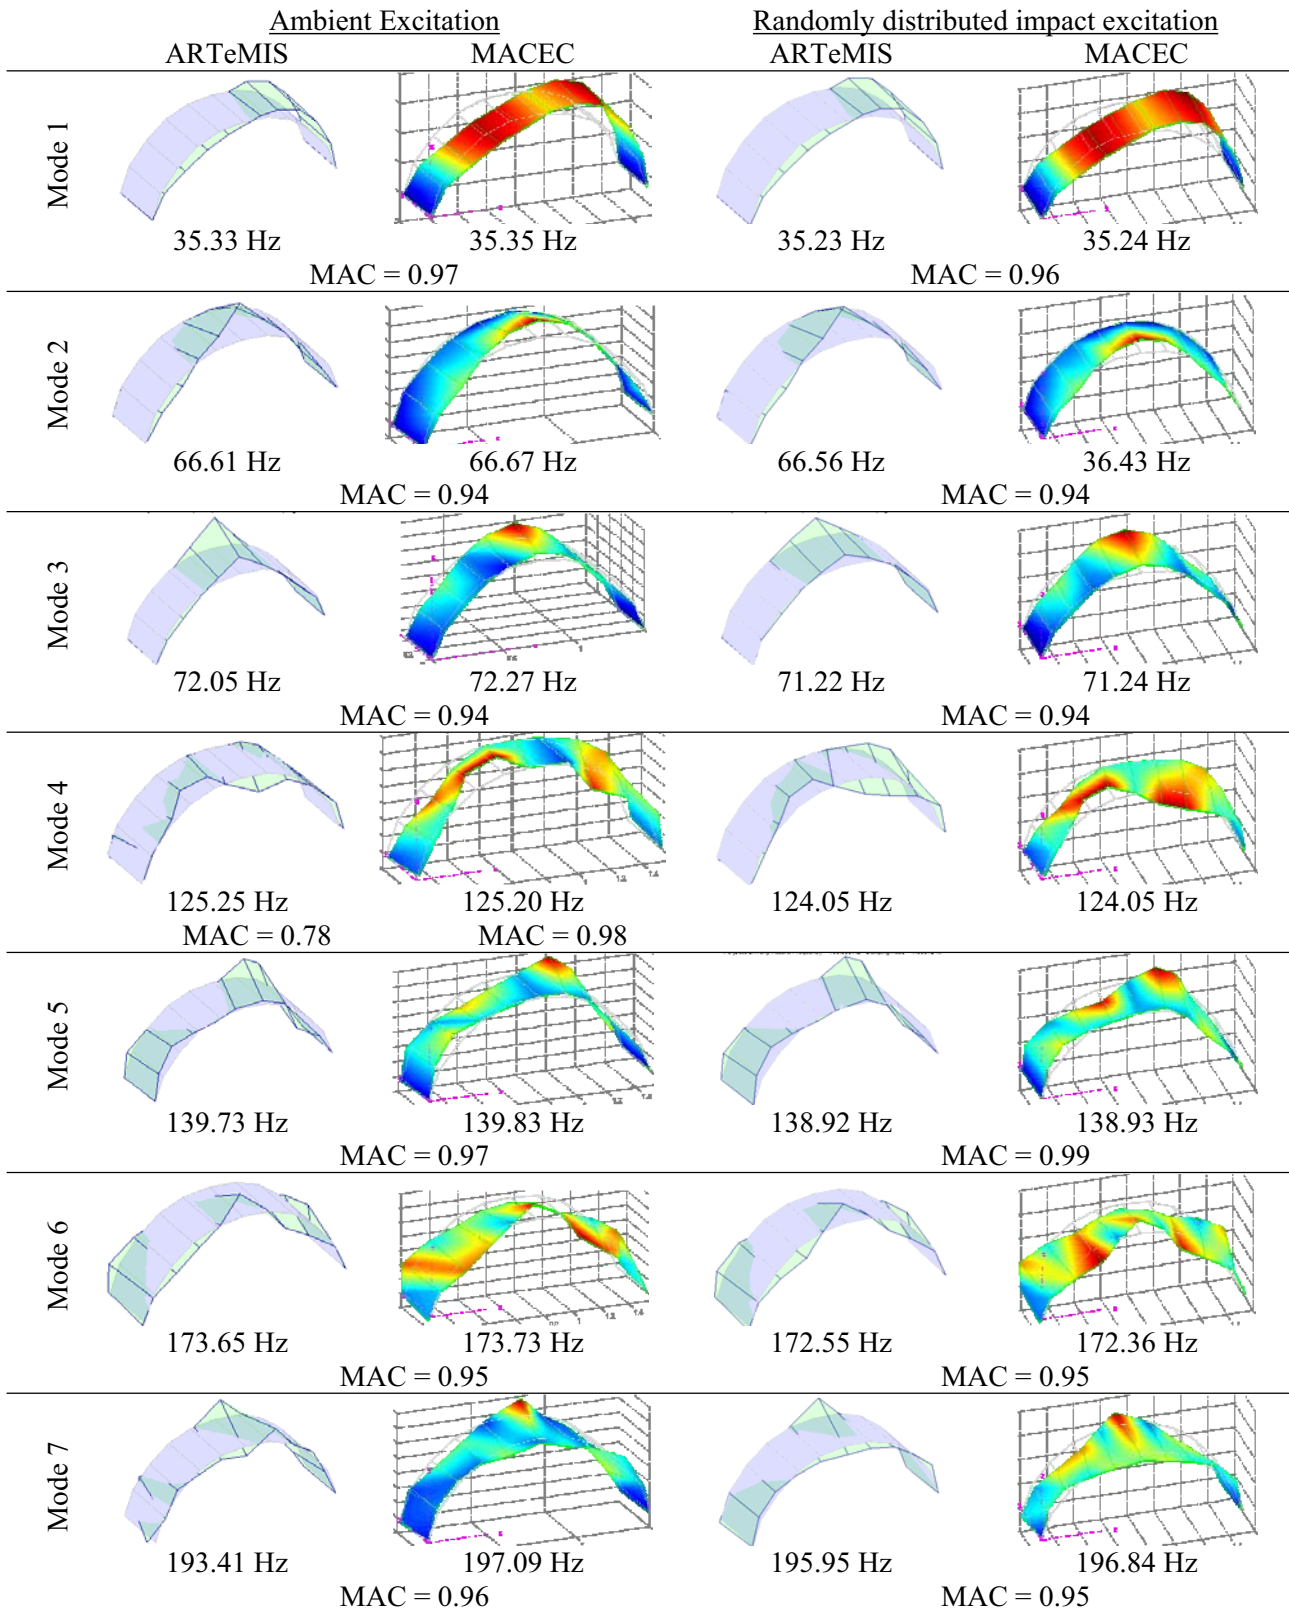 Ambient Excitation Randomly distributed impact excitation
ARTeMIS MACEC ARTeMIS MACEC
Mode 1
35.33 Hz 35.35 Hz 35.23 Hz 35.24 Hz
MAC = 0.97 MAC = 0.96
Mode 2
66.61 Hz 66.67 Hz 66.56 Hz 36.43 Hz
MAC = 0.94 MAC = 0.94
Mode 3
72.05 Hz 72.27 Hz 71.22 Hz 71.24 Hz
MAC = 0.94 MAC = 0.94
Mode 4
125.25 Hz 125.20 Hz 124.05 Hz 124.05 Hz
MAC = 0.78 MAC = 0.98
Mode 5
139.73 Hz 139.83 Hz 138.92 Hz 138.93 Hz
MAC = 0.97 MAC = 0.99
Mode 6
173.65 Hz 173.73 Hz 172.55 Hz 172.36 Hz
MAC = 0.95 MAC = 0.95
Mode 7
193.41 Hz 197.09 Hz 195.95 Hz 196.84 Hz
MAC = 0.96 MAC = 0.95